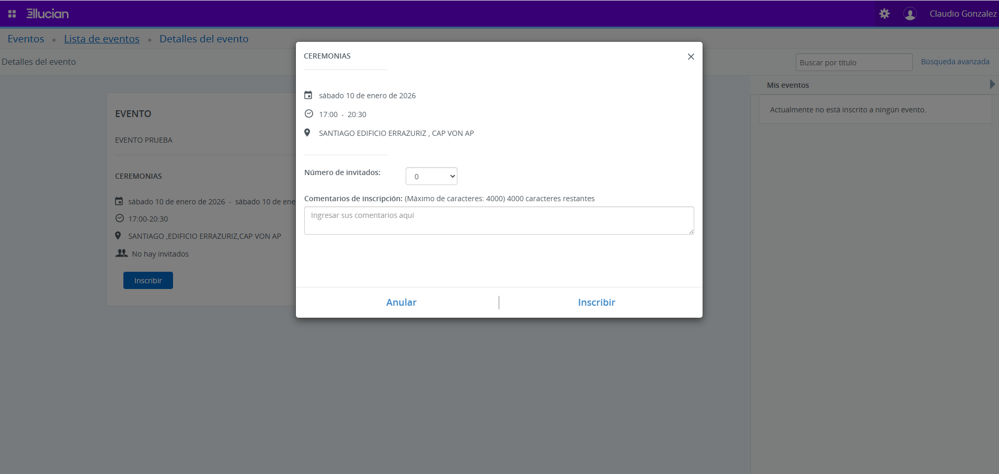 Ellucian
Claudio Gonzalez
Eventos • Lista de eventos • Detalles del evento
Detalles del evento
Buscar por título
Búsqueda avanzada
EVENTO
EVENTO PRUEBA
CEREMONIAS
sábado 10 de enero de 2026 - sábado 10 de ene
17:00-20:30
SANTIAGO ,EDIFICIO ERRAZURIZ,CAP VON AP
No hay invitados
Inscribir
CEREMONIAS
sábado 10 de enero de 2026
17:00 - 20:30
SANTIAGO EDIFICIO ERRAZURIZ , CAP VON AP
Número de invitados: 0
Comentarios de inscripción: (Máximo de caracteres: 4000) 4000 caracteres restantes
Ingresar sus comentarios aquí
Anular | Inscribir
Mis eventos
Actualmente no está inscrito a ningún evento.